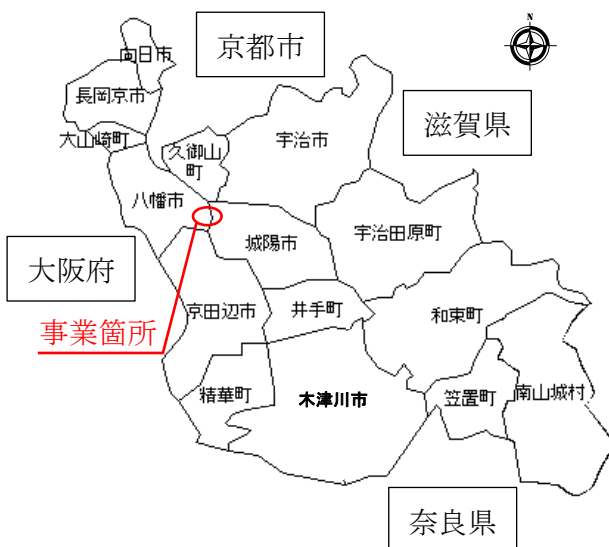 向日市
京都市
N
長岡京市
滋賀県
大山崎町
久御山
町
宇治市
八幡市
城陽市
宇治田原町
大阪府
京田辺市
井手町
和束町
事業箇所
精華町
木津川市
笠置町
南山城村
奈良県